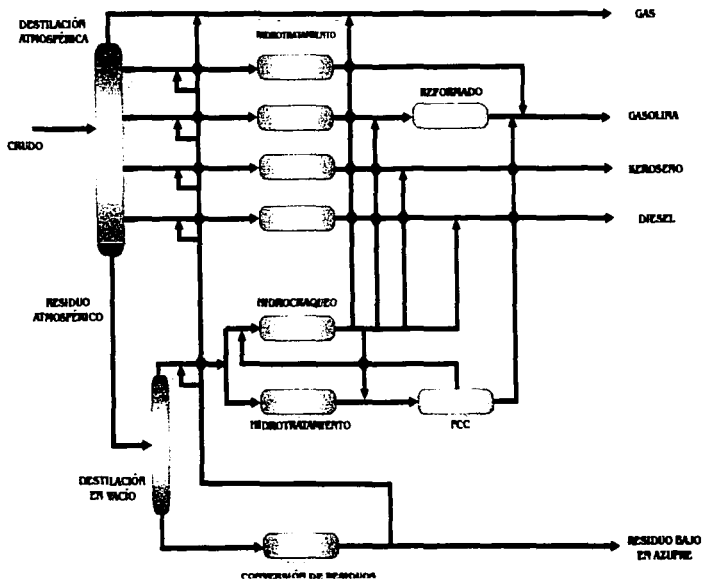 DESTILACIÓN
ATMOSFÉRICA
GAS
HIDROTRATAMIENTO
REFORMADO
GASOLINA
CRUDO
KEROSENO
DIESEL
RESIDUO
ATMOSFÉRICO
HIDROCRAQUEO
HIDROTRATAMIENTO
FCC
DESTILACIÓN
EN VACÍO
RESIDUO BAJO
EN AZUFRE
CONVERSIÓN DE RESIDUOS